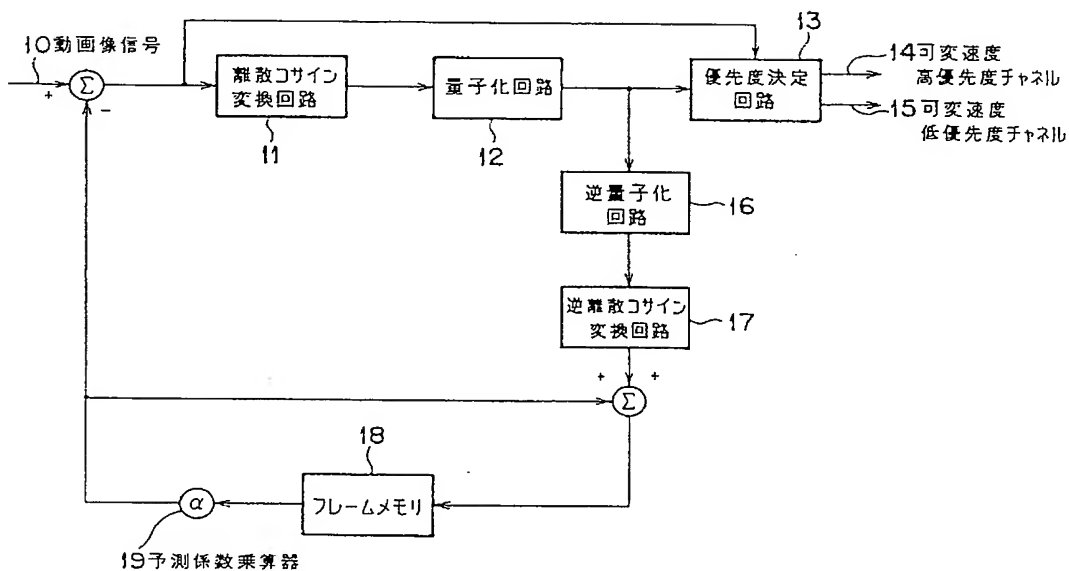 10動画像信号
+
Σ
-
離散コサイン
変換回路
11
量子化回路
12
13
優先度決定
回路
14可変速度
高優先度チャネル
15可変速度
低優先度チャネル
逆量子化
回路
16
逆離散コサイン
変換回路
17
+
+
Σ
18
フレームメモリ
α
19予測係数乗算器